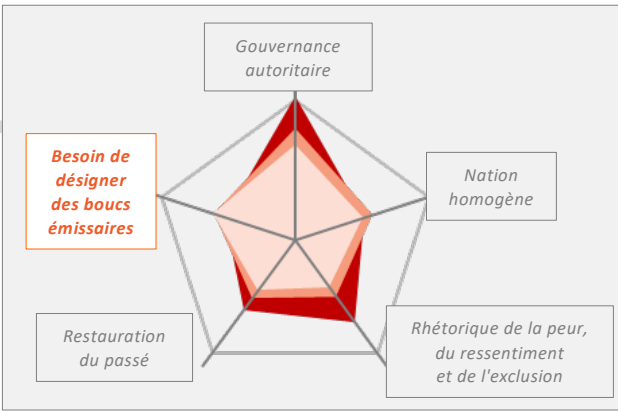 Gouvernance
autoritaire
Besoin de
désigner
des boucs
émissaires
Nation
homogène
Restauration
du passé
Rhétorique de la peur,
du ressentiment
et de l'exclusion